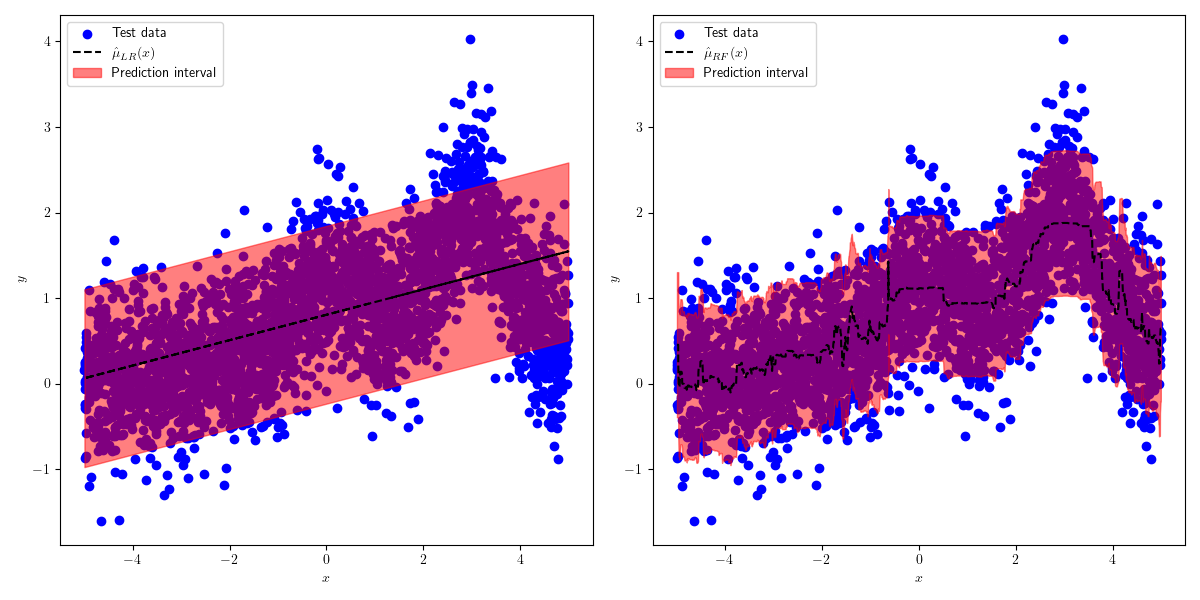 Test data
μ̂_LR(x)
Prediction interval
4
3
2
1
0
−1
y
−4 −2 0 2 4
x
Test data
μ̂_RF(x)
Prediction interval
4
3
2
1
0
−1
y
−4 −2 0 2 4
x